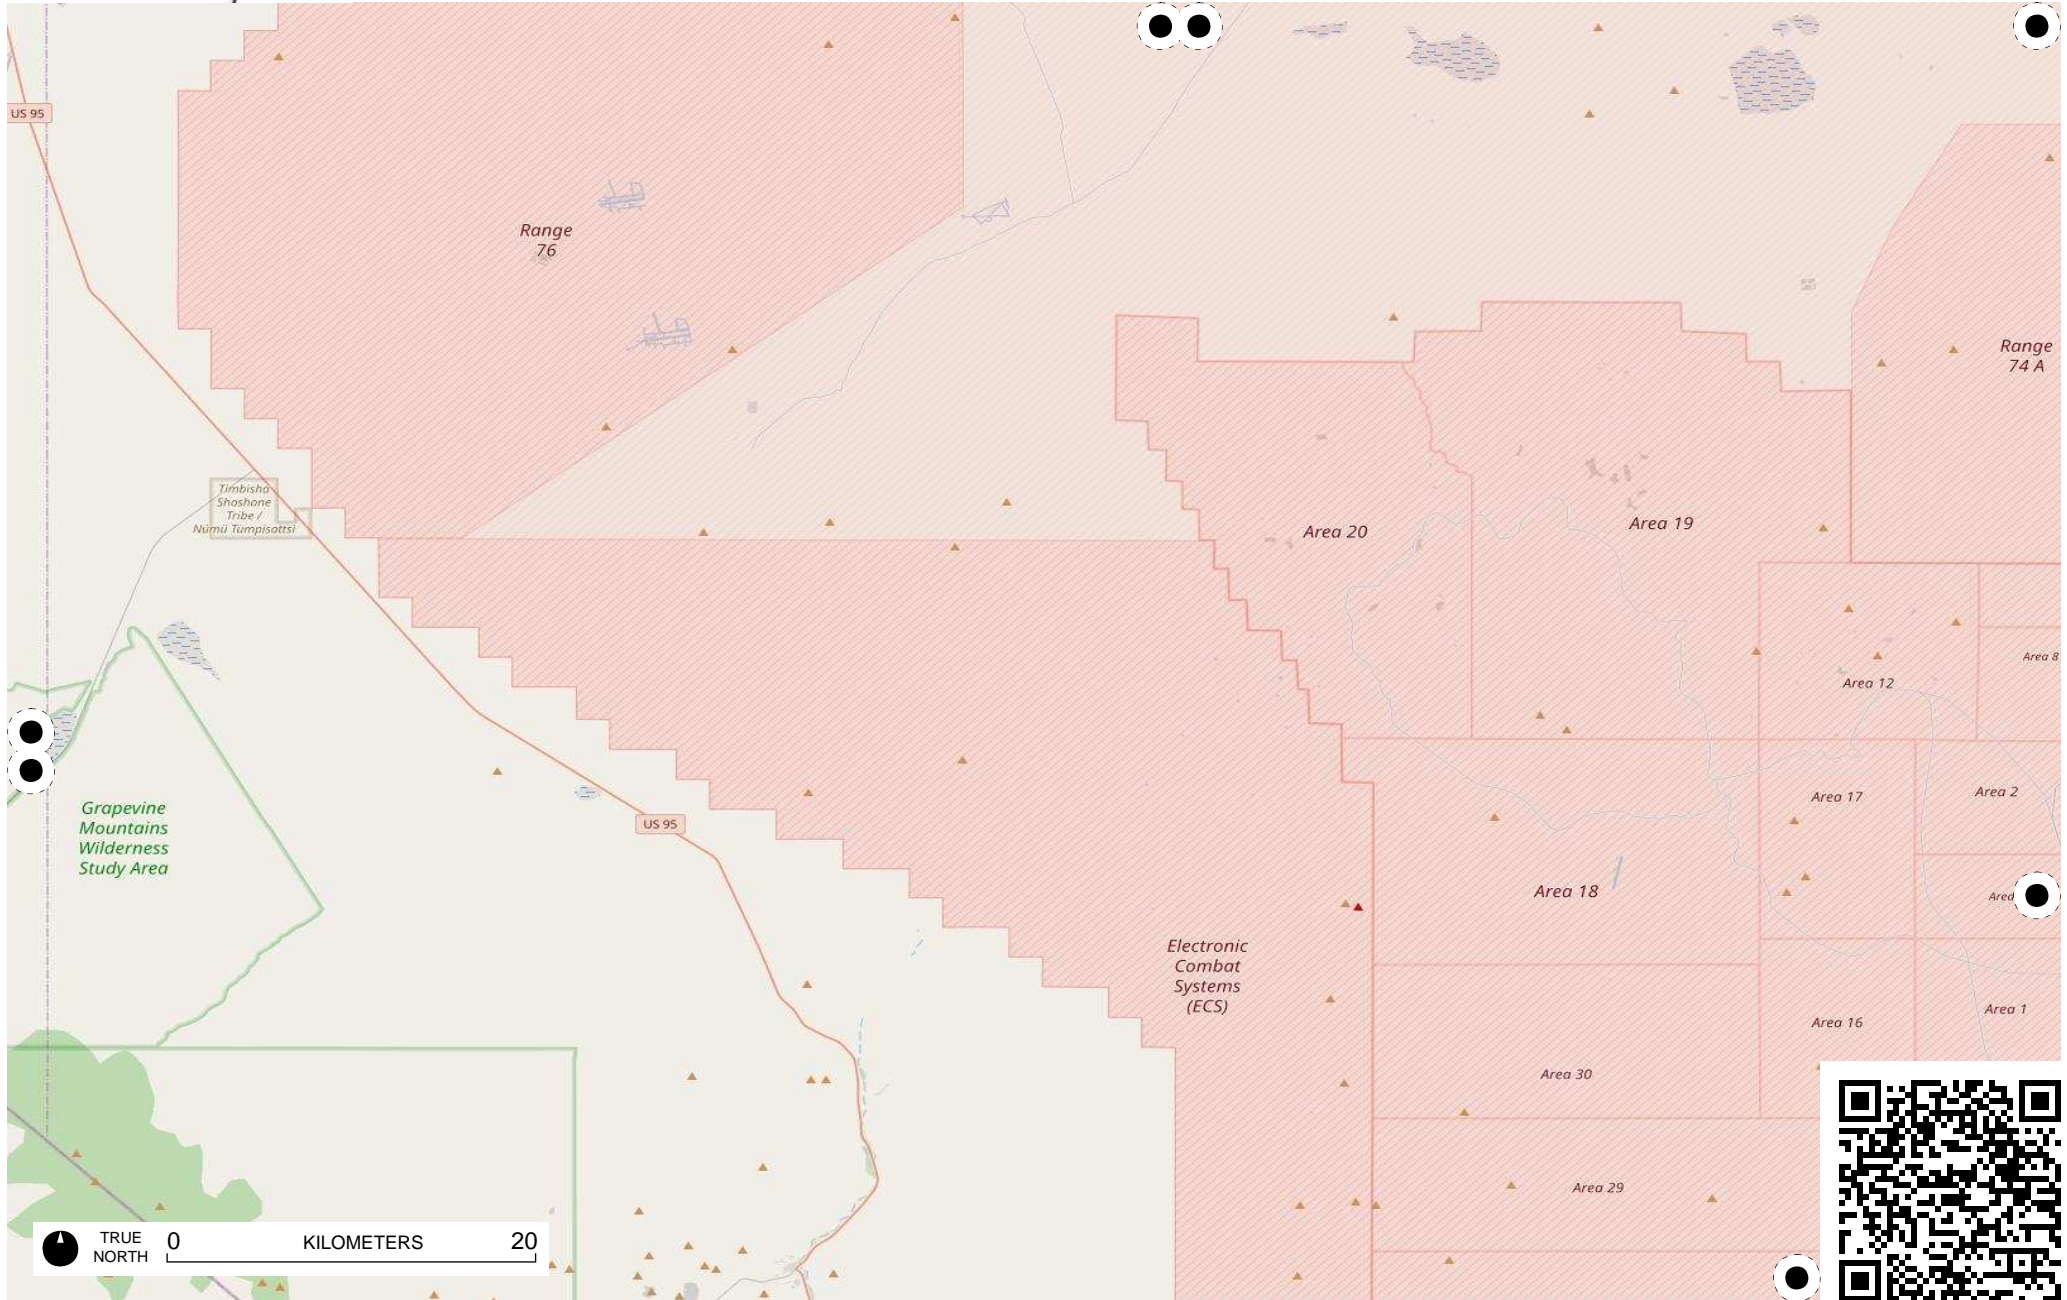 US 95
Range
76
Range
74 A
Timbisha
Shoshone
Tribe /
Nümü Tümpisattsi
Area 20
Area 19
Area 8
Area 12
Grapevine
Mountains
Wilderness
Study Area
US 95
Area 17
Area 2
Area 18
Electronic
Combat
Systems
(ECS)
Area 16
Area 1
Area 30
Area 29
TRUE
NORTH
0 KILOMETERS 20